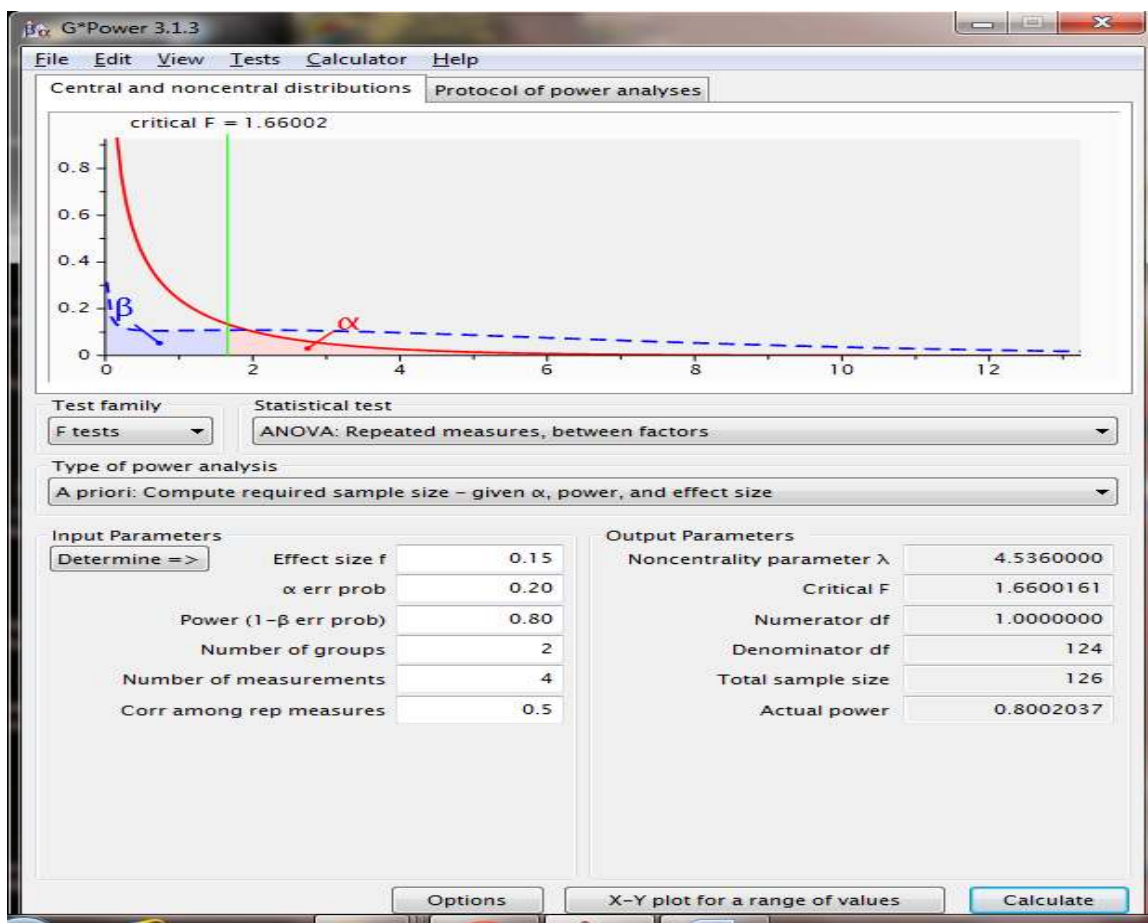 βα G*Power 3.1.3
File Edit View Tests Calculator Help
Central and noncentral distributions Protocol of power analyses
critical F = 1.66002
0.8
0.6
0.4
0.2
0
β
α
0 2 4 6 8 10 12
Test family Statistical test
F tests ANOVA: Repeated measures, between factors
Type of power analysis
A priori: Compute required sample size – given α, power, and effect size
Input Parameters Output Parameters
Determine => Effect size f 0.15 Noncentrality parameter λ 4.5360000
α err prob 0.20 Critical F 1.6600161
Power (1-β err prob) 0.80 Numerator df 1.0000000
Number of groups 2 Denominator df 124
Number of measurements 4 Total sample size 126
Corr among rep measures 0.5 Actual power 0.8002037
Options X-Y plot for a range of values Calculate